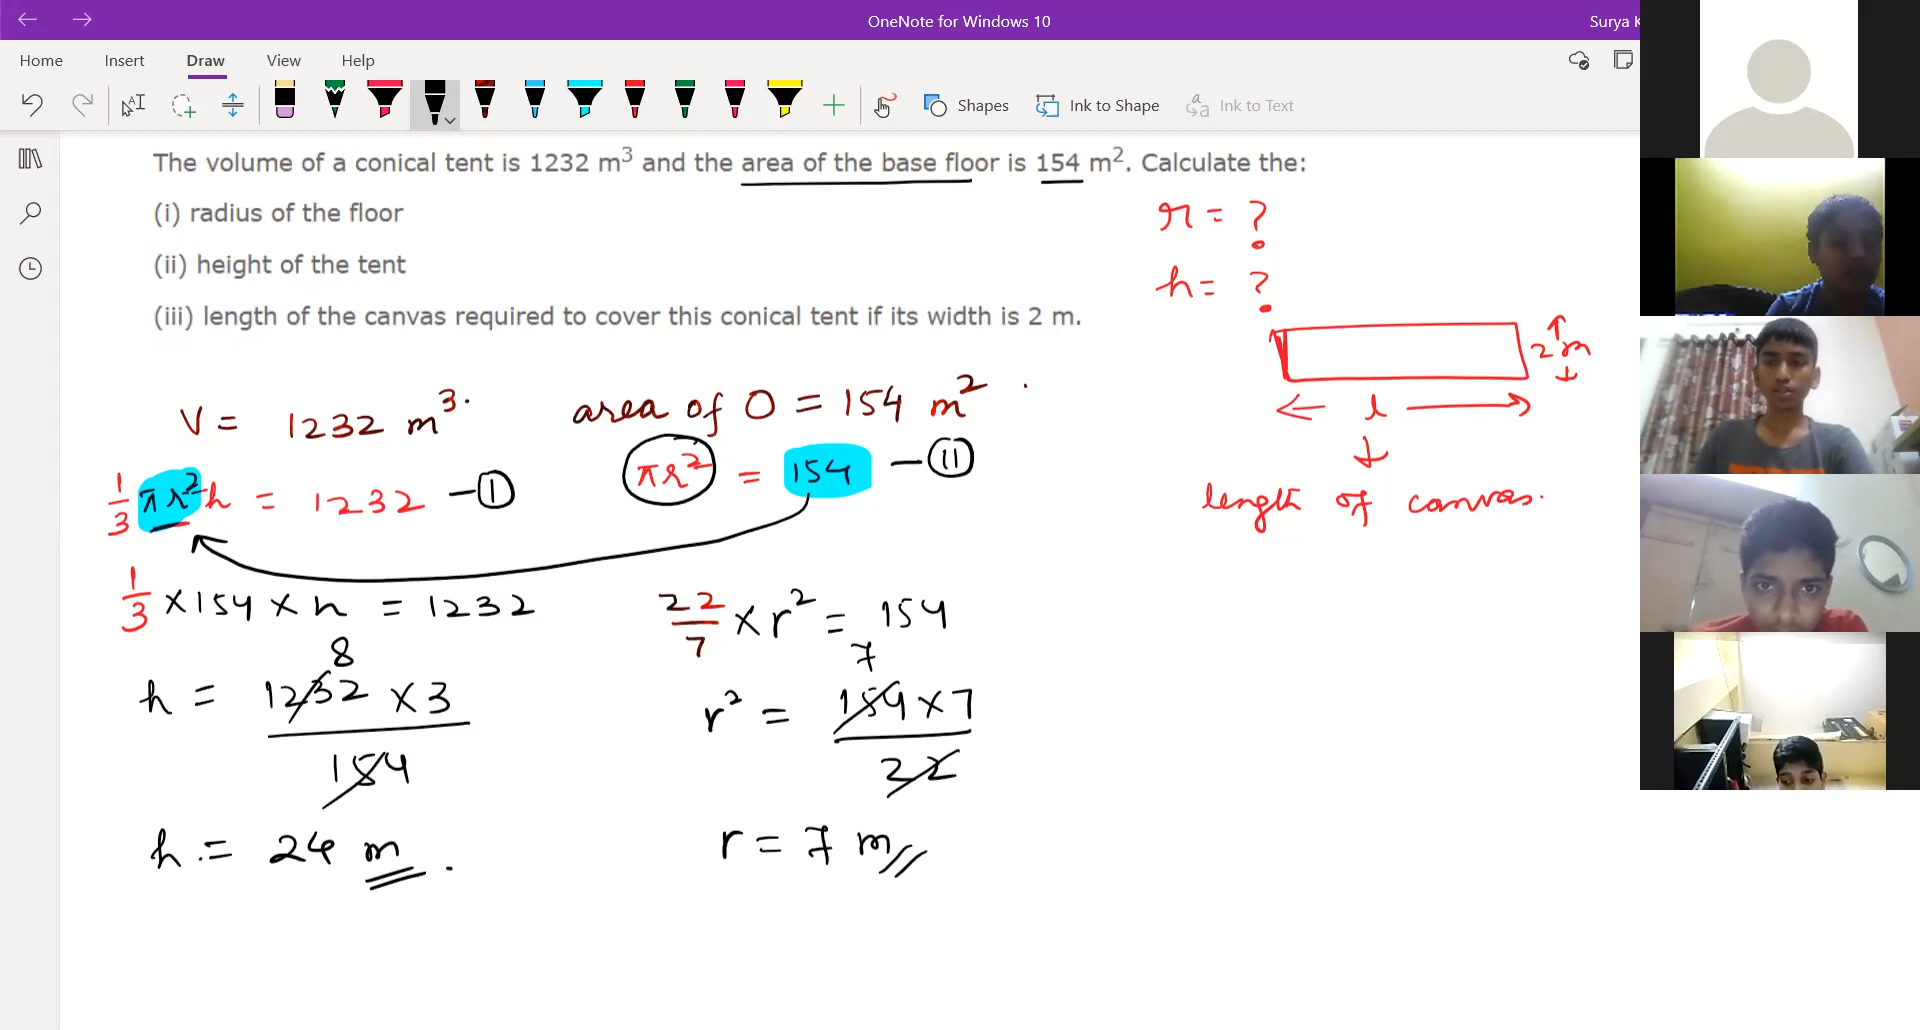 OneNote for Windows 10
Surya K
Home Insert Draw View Help
Shapes Ink to Shape Ink to Text
The volume of a conical tent is 1232 m³ and the area of the base floor is 154 m². Calculate the:
(i) radius of the floor
(ii) height of the tent
(iii) length of the canvas required to cover this conical tent if its width is 2 m.
r = ?
h = ?
2 m
l
length of canvas.
V = 1232 m³.
area of O = 154 m²
1/3 πr²h = 1232 — I
πr² = 154 — II
1/3 × 154 × h = 1232
22/7 × r² = 154
8
h = 1232 × 3 / 154
7
r² = 154 × 7 / 22
h = 24 m.
r = 7 m